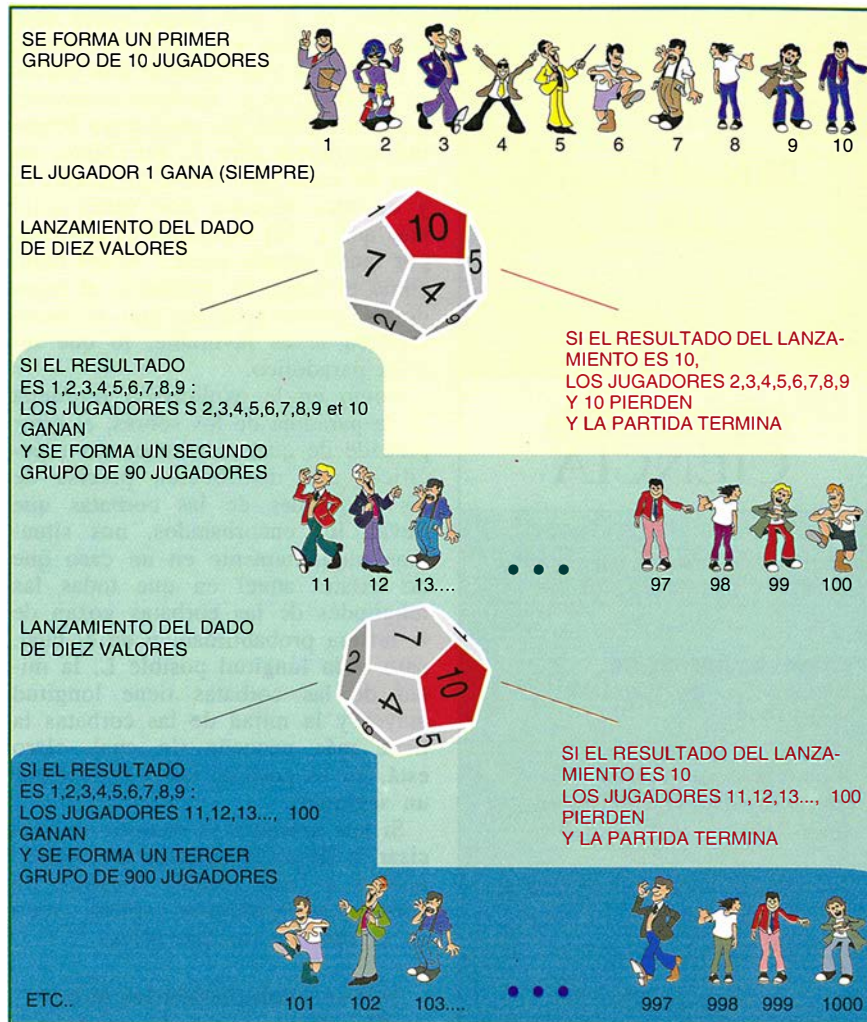 SE FORMA UN PRIMER
GRUPO DE 10 JUGADORES
1 2 3 4 5 6 7 8 9 10
EL JUGADOR 1 GANA (SIEMPRE)
LANZAMIENTO DEL DADO
DE DIEZ VALORES
1
10
7
5
4
2
6
SI EL RESULTADO
ES 1,2,3,4,5,6,7,8,9 :
LOS JUGADORES S 2,3,4,5,6,7,8,9 et 10
GANAN
Y SE FORMA UN SEGUNDO
GRUPO DE 90 JUGADORES
SI EL RESULTADO DEL LANZA-
MIENTO ES 10,
LOS JUGADORES 2,3,4,5,6,7,8,9
Y 10 PIERDEN
Y LA PARTIDA TERMINA
11 12 13.... • • • 97 98 99 100
LANZAMIENTO DEL DADO
DE DIEZ VALORES
7
1
2
10
4
6
5
SI EL RESULTADO
ES 1,2,3,4,5,6,7,8,9 :
LOS JUGADORES 11,12,13..., 100
GANAN
Y SE FORMA UN TERCER
GRUPO DE 900 JUGADORES
SI EL RESULTADO DEL LANZA-
MIENTO ES 10
LOS JUGADORES 11,12,13..., 100
PIERDEN
Y LA PARTIDA TERMINA
ETC.. 101 102 103.... • • • 997 998 999 1000